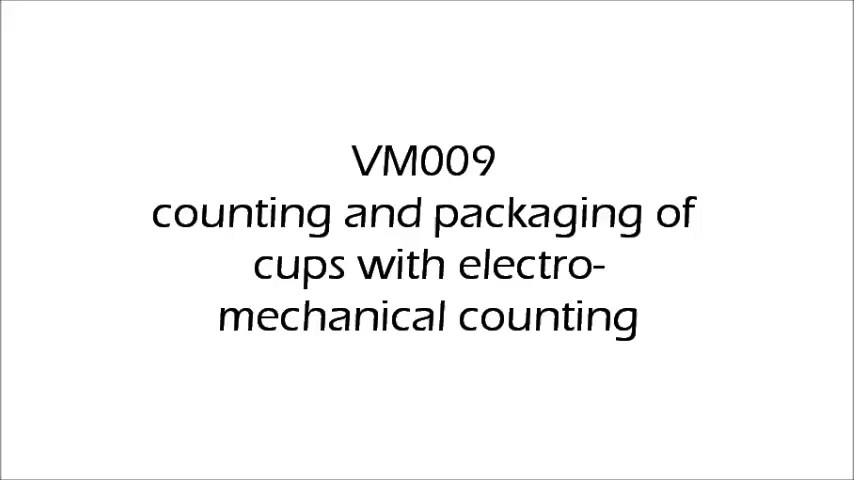 VM009
counting and packaging of
cups with electro-
mechanical counting